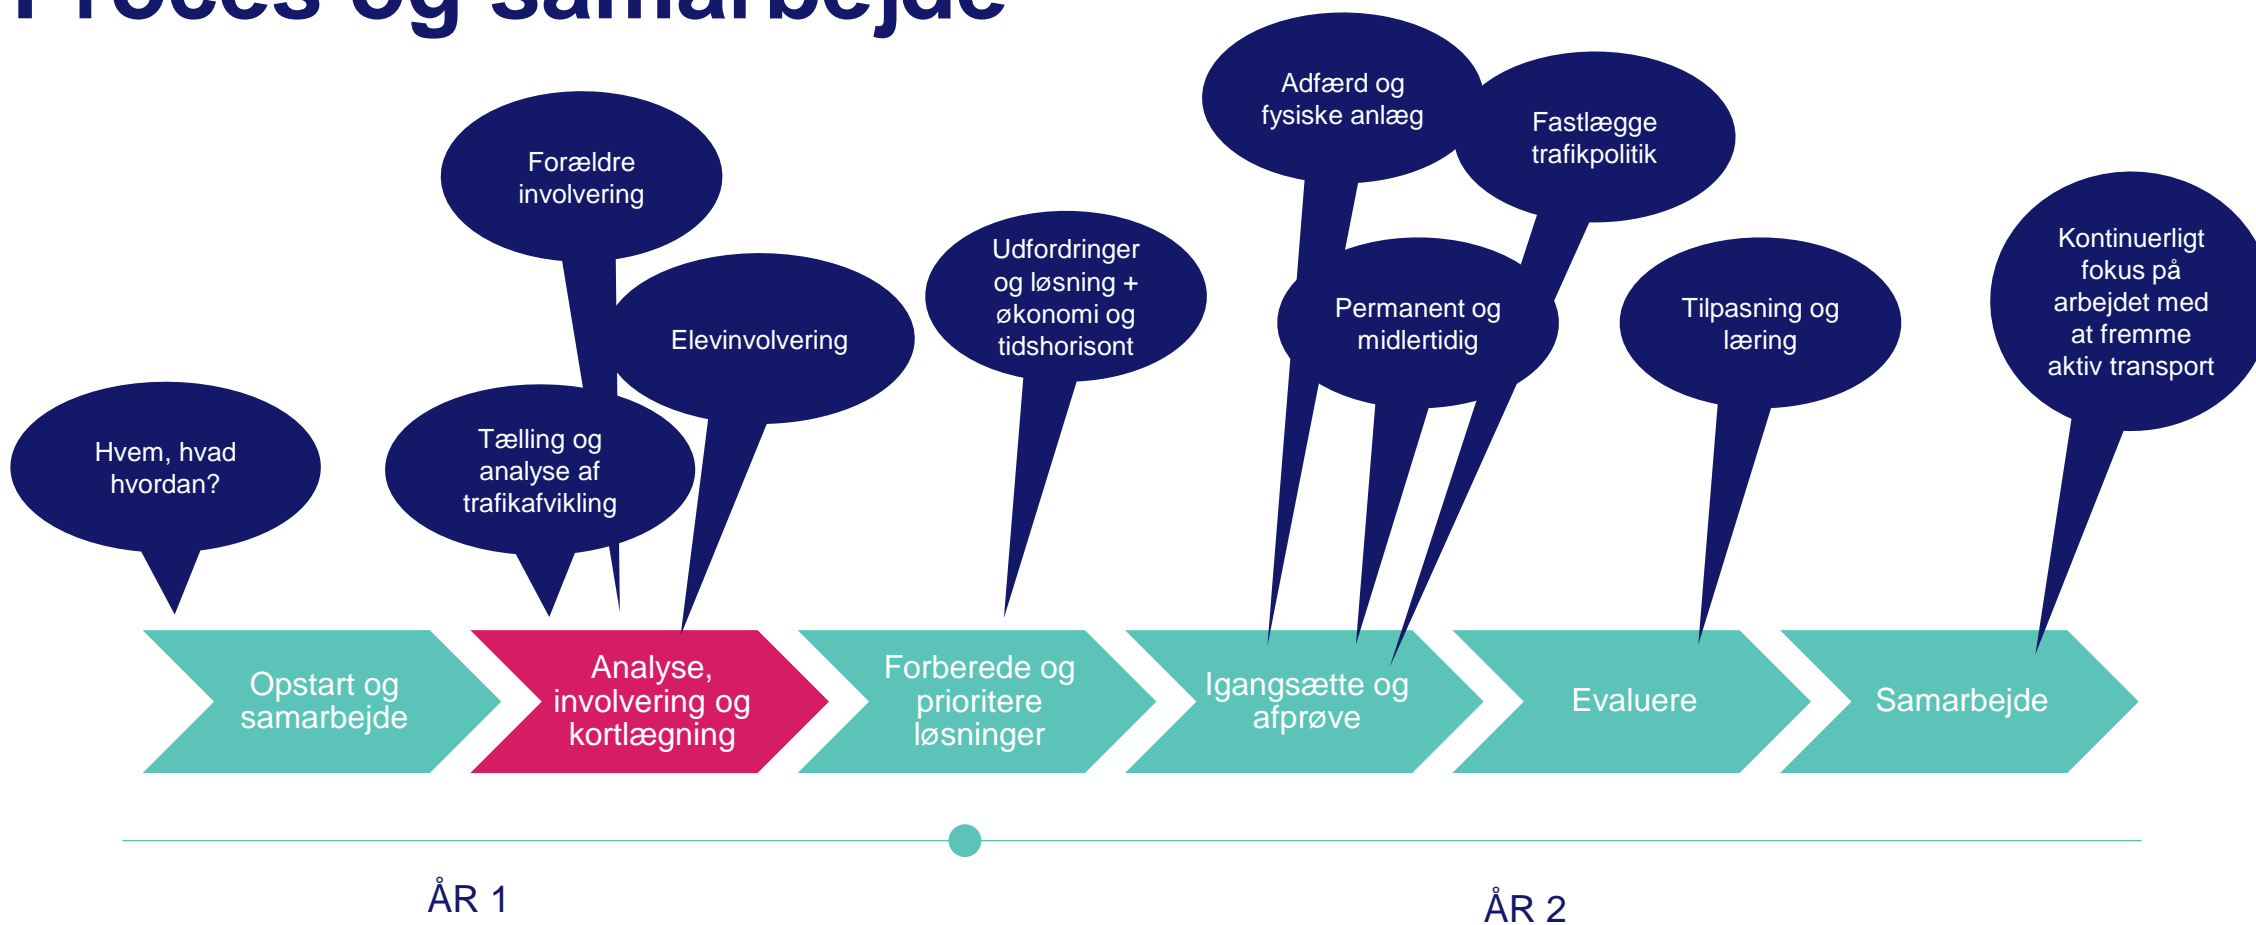 Proces og samarbejde
Adfærd og
fysiske anlæg
Fastlægge
trafikpolitik
Forældre
involvering
Elevinvolvering
Udfordringer
og løsning +
økonomi og
tidshorisont
Permanent og
midlertidig
Tilpasning og
læring
Kontinuerligt
fokus på
arbejdet med
at fremme
aktiv transport
Hvem, hvad
hvordan?
Tælling og
analyse af
trafikafvikling
Opstart og
samarbejde
Analyse,
involvering og
kortlægning
Forberede og
prioritere
løsninger
Igangsætte og
afprøve
Evaluere
Samarbejde
ÅR 1
ÅR 2